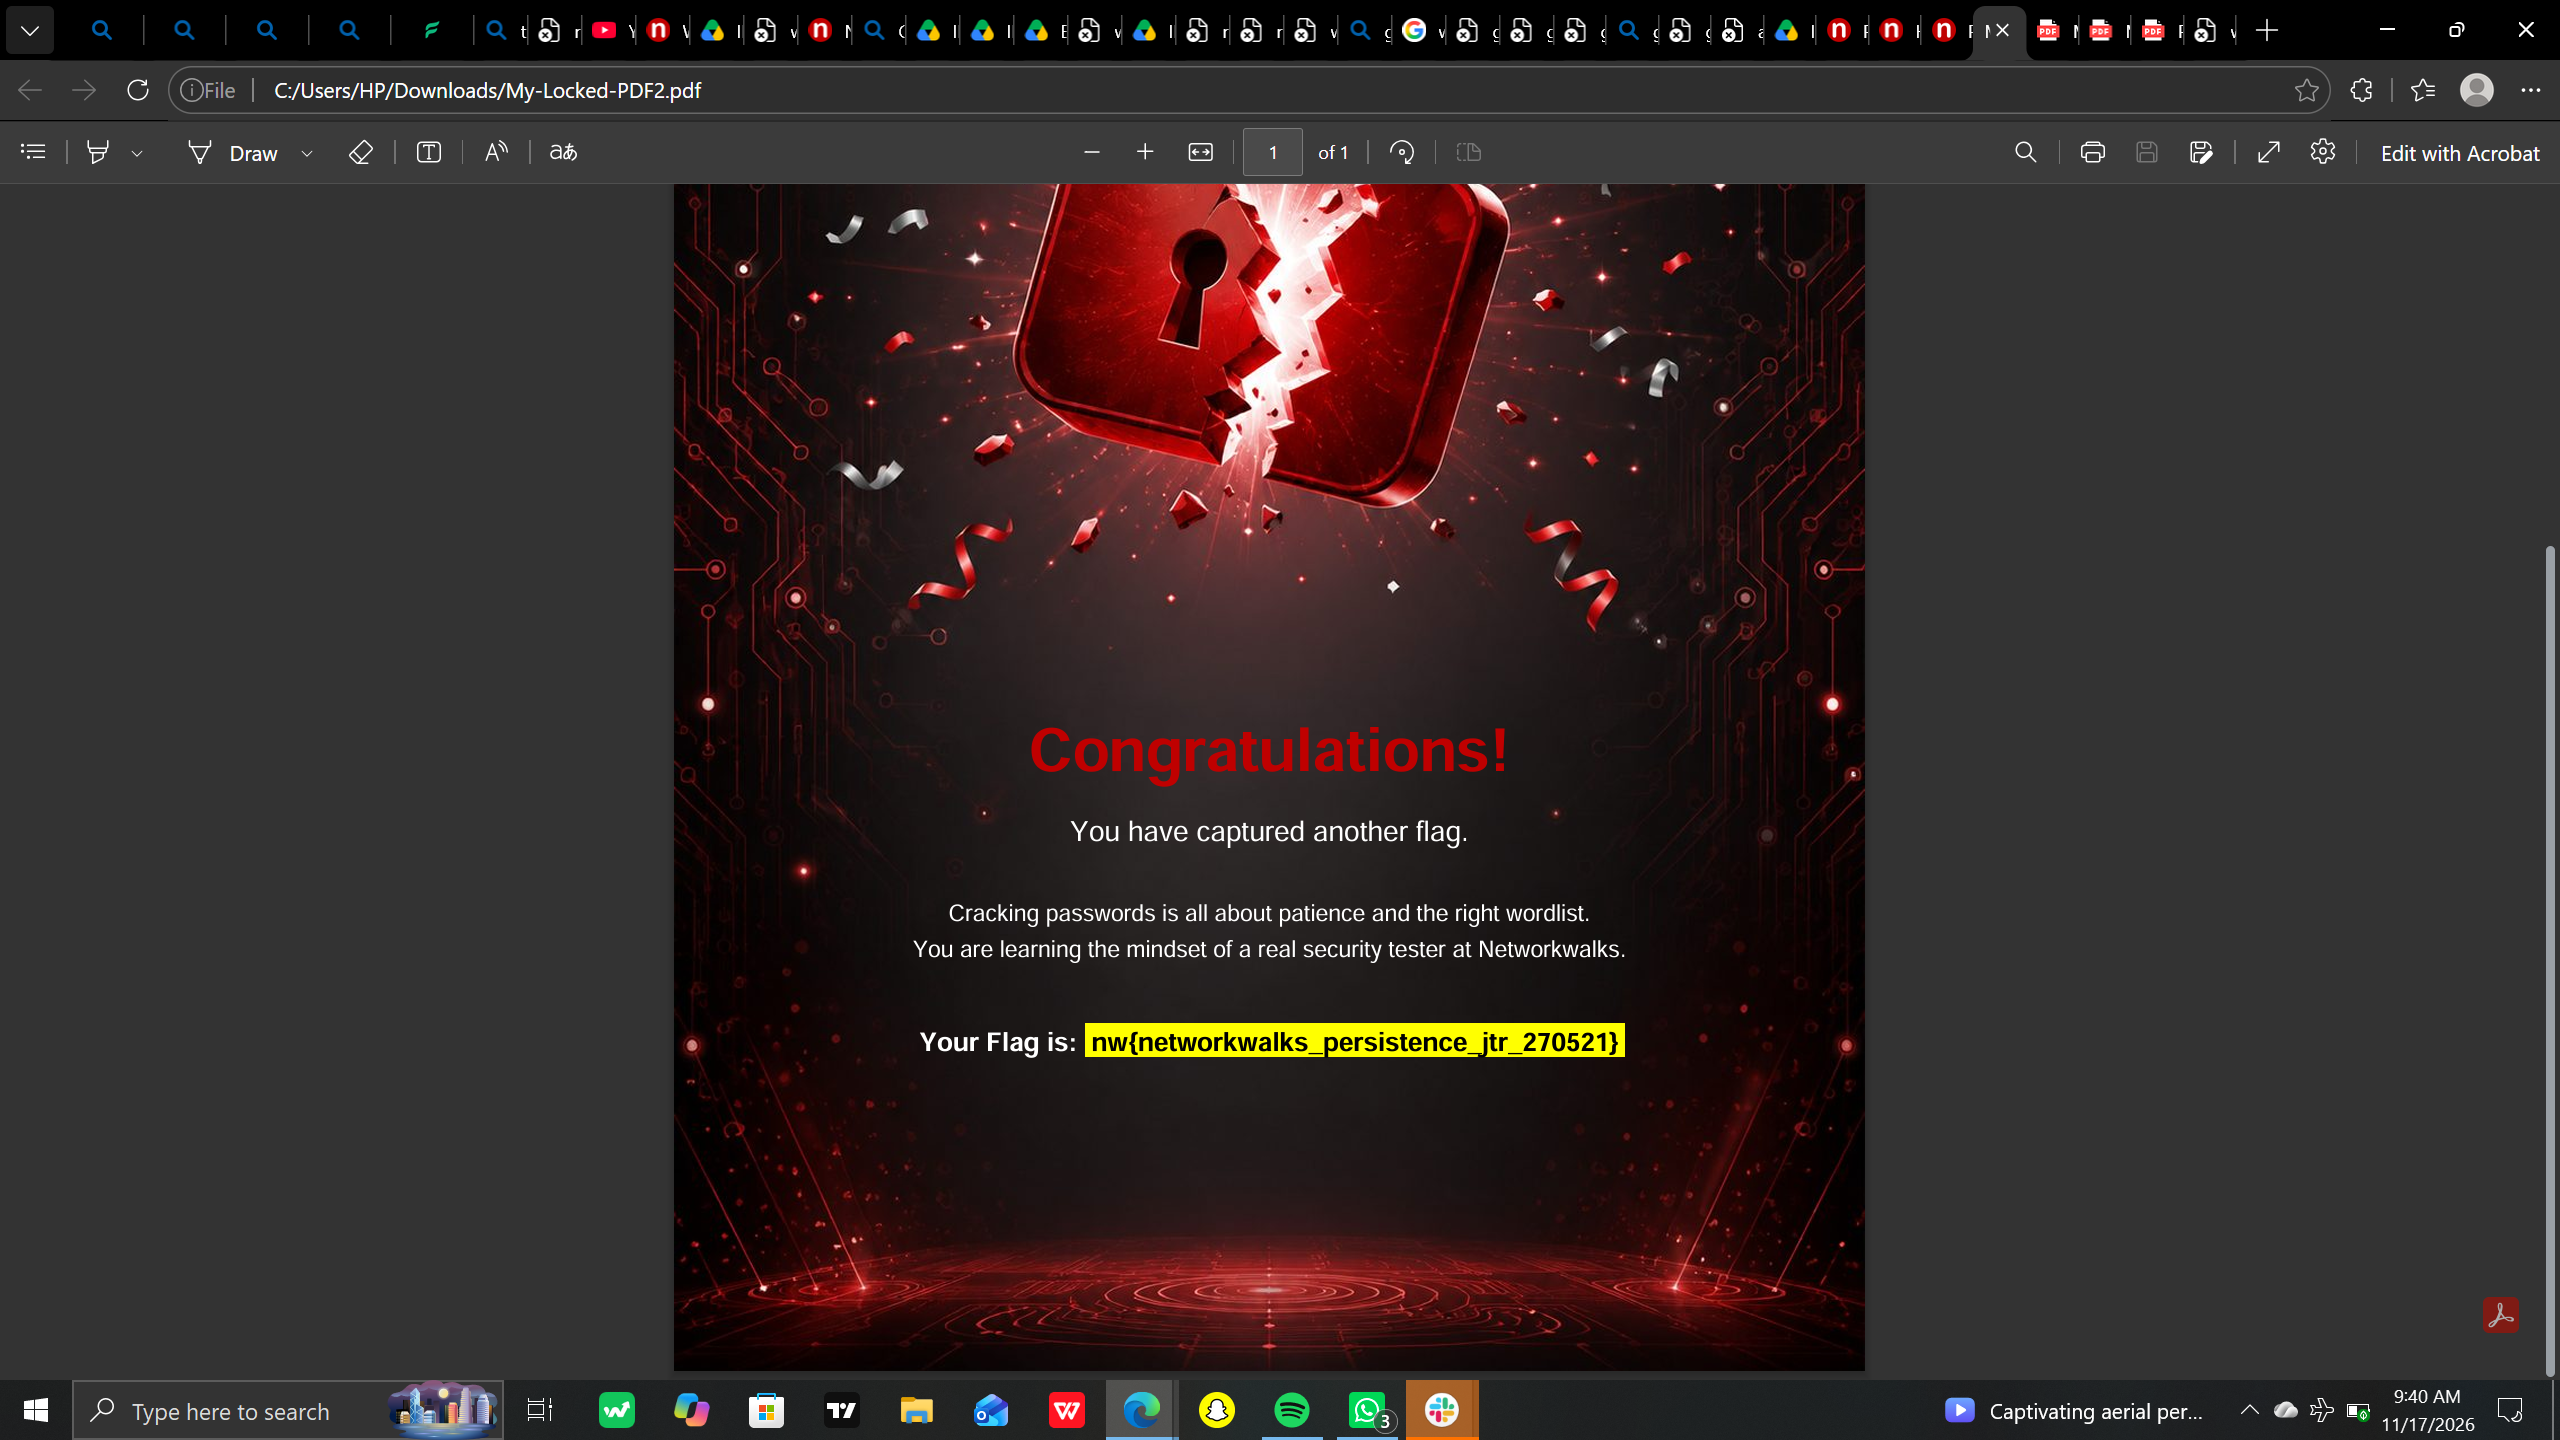 File
C:/Users/HP/Downloads/My-Locked-PDF2.pdf
Draw
aあ
1
of 1
Edit with Acrobat
Congratulations!
You have captured another flag.
Cracking passwords is all about patience and the right wordlist.
You are learning the mindset of a real security tester at Networkwalks.
Your Flag is: nw{networkwalks_persistence_jtr_270521}
Type here to search
3
Captivating aerial per...
9:40 AM
11/17/2026